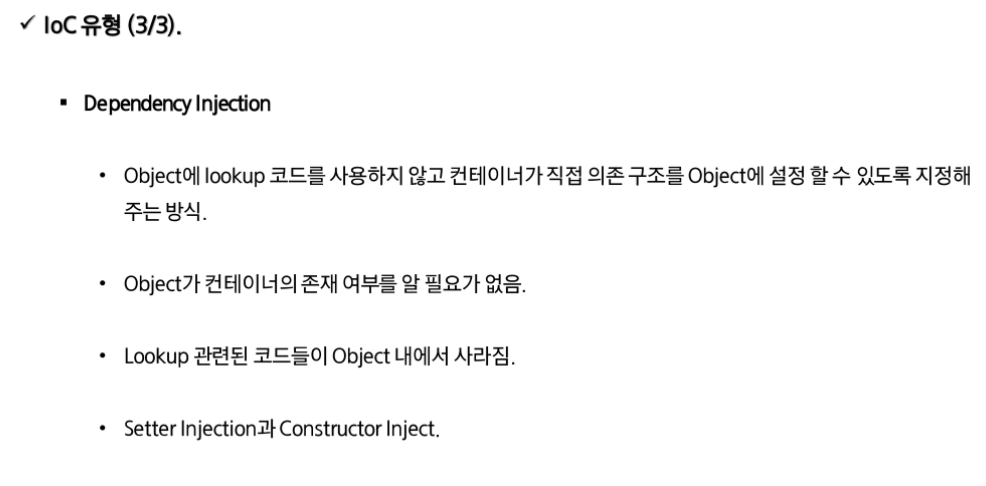 ✓ IoC 유형 (3/3).
▪ Dependency Injection
• Object에 lookup 코드를 사용하지 않고 컨테이너가 직접 의존 구조를 Object에 설정 할 수 있도록 지정해
주는 방식.
• Object가 컨테이너의 존재 여부를 알 필요가 없음.
• Lookup 관련된 코드들이 Object 내에서 사라짐.
• Setter Injection과 Constructor Inject.